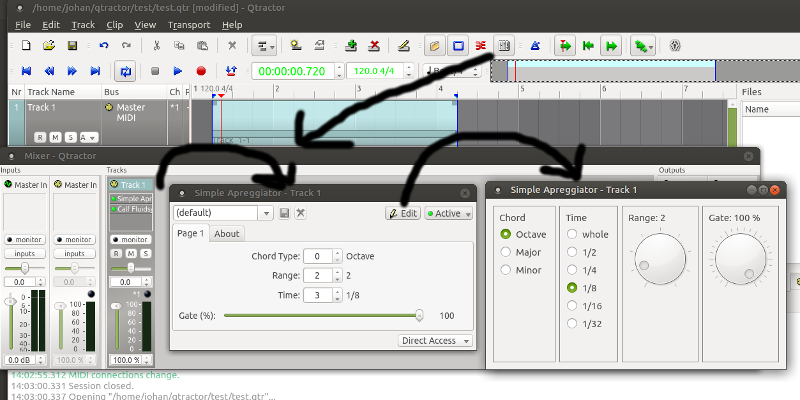 /home/johan/qtractor/test/test.qtr [modified] - Qtractor
File Edit Track Clip View Transport Help
00:00:00.720 120.0 4/4
Nr Track Name Bus Ch 1 120.0 4/4 2 3 4 5 6 7 Files
1 Track 1 Master *1 Name
MIDI
R M S A
Track 1-1
Mixer - Qtractor
Inputs Tracks Outputs
Master In Master In Track 1
Simple Apr
Calf Fluids
monitor monitor monitor
inputs inputs R M S
0.0 0.0 0.0
*1
0.0 dB 100.0 % 100.0 %
Simple Apreggiator - Track 1
(default) Edit Active
Page 1 About
Chord Type: 0 Octave
Range: 2 2
Time: 3 1/8
Gate (%): 100
Direct Access
Simple Apreggiator - Track 1
Chord Time Range: 2 Gate: 100 %
Octave whole
Major 1/2
Minor 1/4
1/8
1/16
1/32
14:02:55.312 MIDI connections change.
14:03:00.331 Session closed.
14:03:00.337 Opening "/home/johan/qtractor/test/test.qtr"...